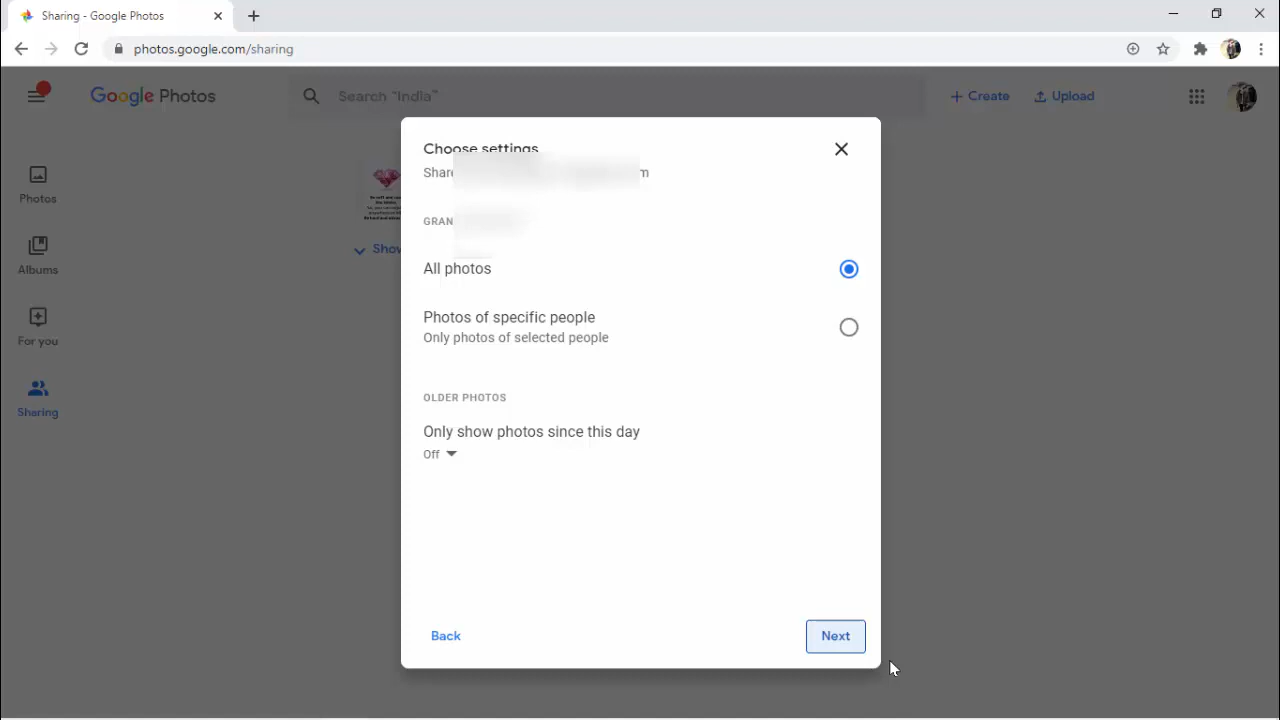 Sharing - Google Photos
photos.google.com/sharing
Google Photos
Search "India"
Create
Upload
Choose settings
Photos
All photos
Albums
Photos of specific people
Only photos of selected people
For you
OLDER PHOTOS
Sharing
Only show photos since this day
Off
Back
Next